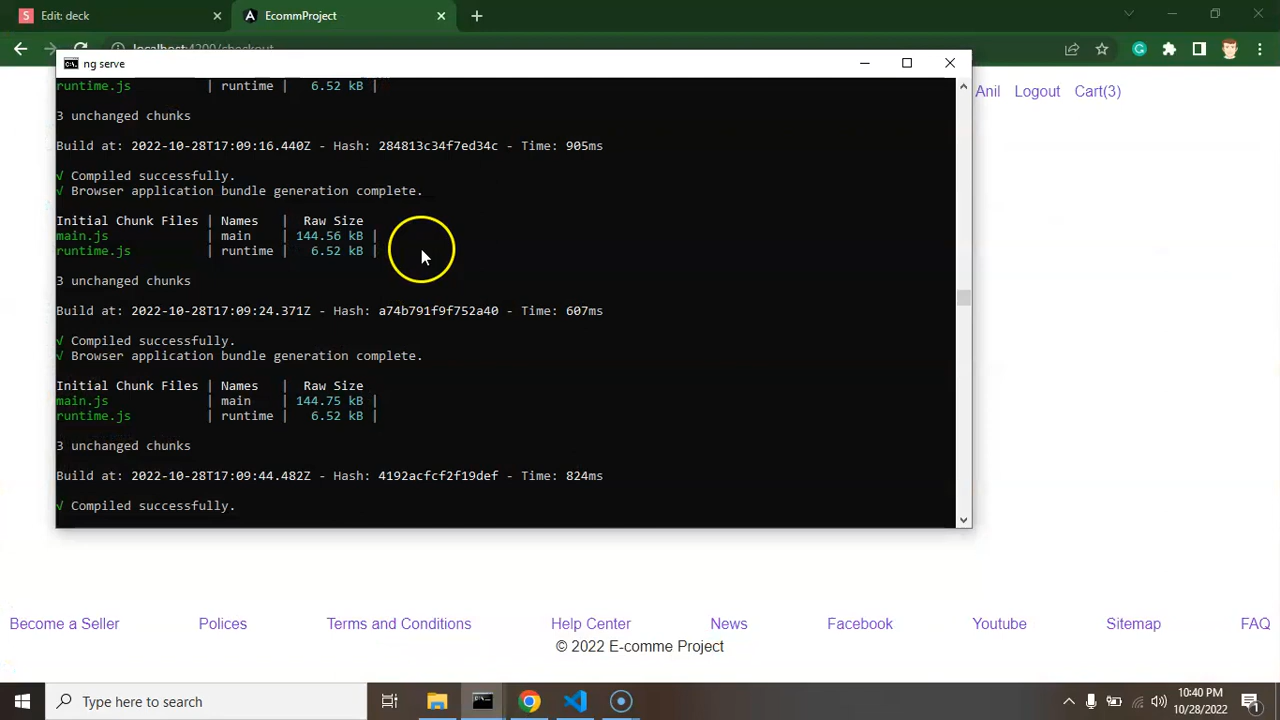 Edit: deck
EcommProject
localhost:4200/checkout
ng serve
Anil Logout Cart(3)
runtime.js | runtime | 6.52 kB |
3 unchanged chunks
Build at: 2022-10-28T17:09:16.440Z - Hash: 284813c34f7ed34c - Time: 905ms
√ Compiled successfully.
√ Browser application bundle generation complete.
Initial Chunk Files | Names | Raw Size
main.js | main | 144.56 kB |
runtime.js | runtime | 6.52 kB |
3 unchanged chunks
Build at: 2022-10-28T17:09:24.371Z - Hash: a74b791f9f752a40 - Time: 607ms
√ Compiled successfully.
√ Browser application bundle generation complete.
Initial Chunk Files | Names | Raw Size
main.js | main | 144.75 kB |
runtime.js | runtime | 6.52 kB |
3 unchanged chunks
Build at: 2022-10-28T17:09:44.482Z - Hash: 4192acfcf2f19def - Time: 824ms
√ Compiled successfully.
Become a Seller Polices Terms and Conditions Help Center News Facebook Youtube Sitemap FAQ
© 2022 E-comme Project
Type here to search
10:40 PM
10/28/2022
1